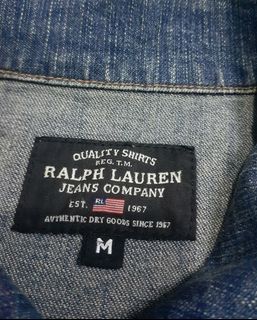 QUALITY SHIRTS
REG. T.M.
RALPH LAUREN
JEANS COMPANY
EST. RL 1967
AUTHENTIC DRY GOODS SINCE 1967
M